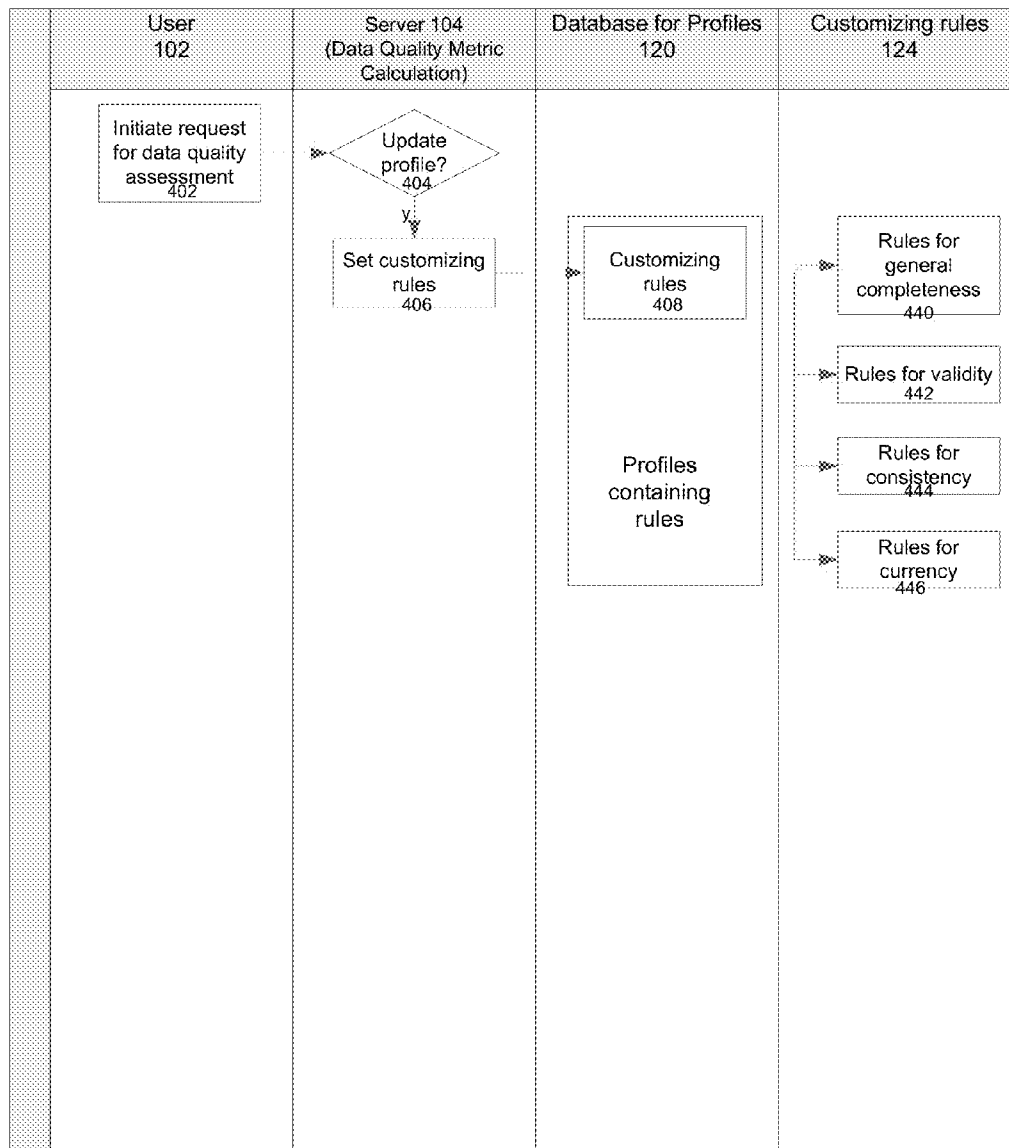 User
102
Server 104
(Data Quality Metric
Calculation)
Database for Profiles
120
Customizing rules
124
Initiate request
for data quality
assessment
402
Update
profile?
404
y
Set customizing
rules
406
Customizing
rules
408
Profiles
containing
rules
Rules for
general
completeness
440
Rules for validity
442
Rules for
consistency
444
Rules for
currency
446